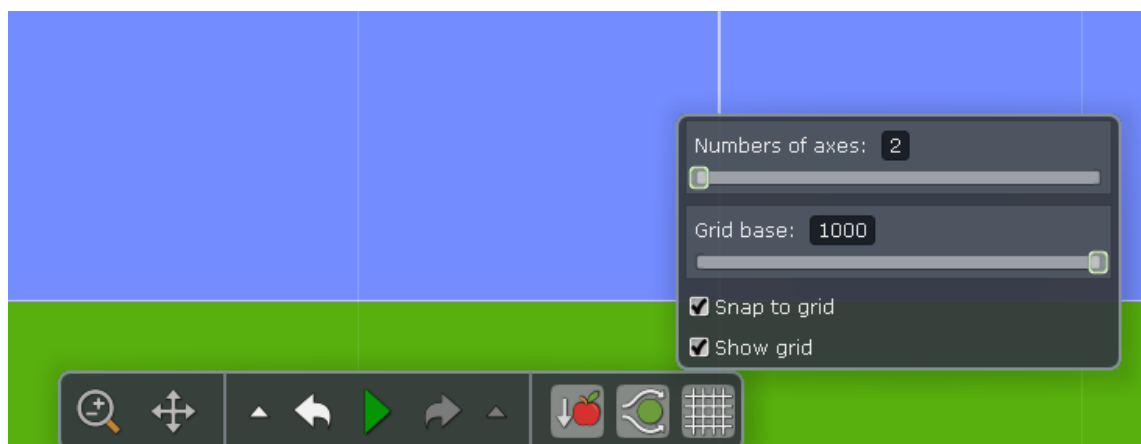 Numbers of axes: 2
Grid base: 1000
Snap to grid
Show grid